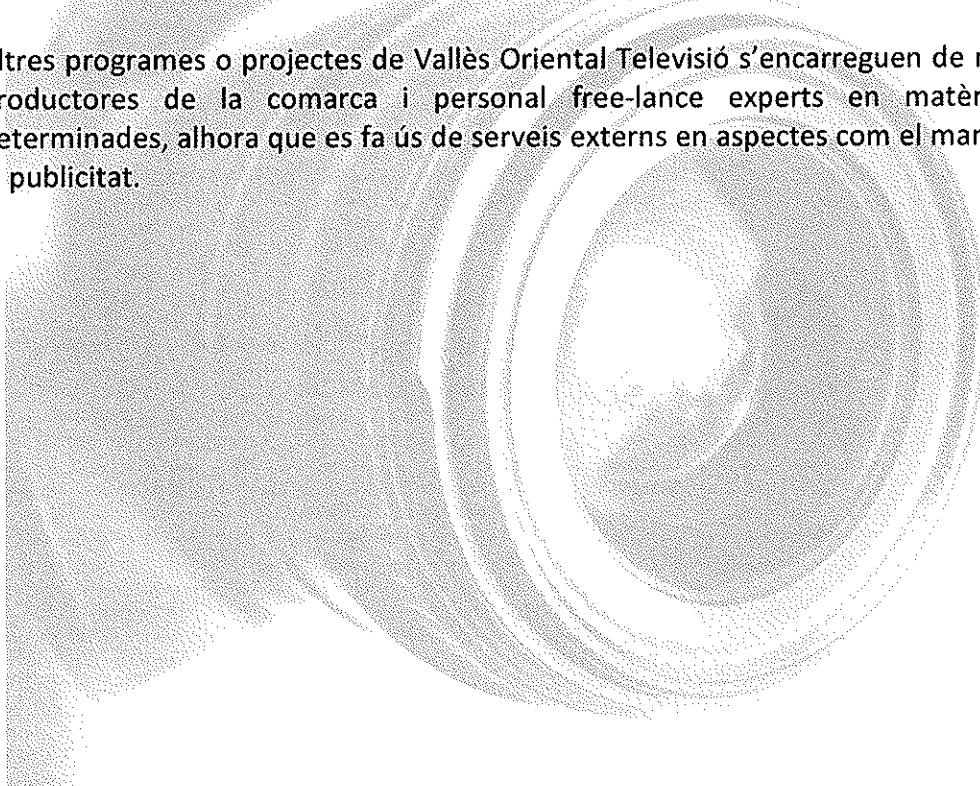 ltres programes o projectes de Vallès Oriental Televisió s’encarreguen de
roductores de la comarca i personal free-lance experts en matèr
eterminades, alhora que es fa ús de serveis externs en aspectes com el mar
publicitat.